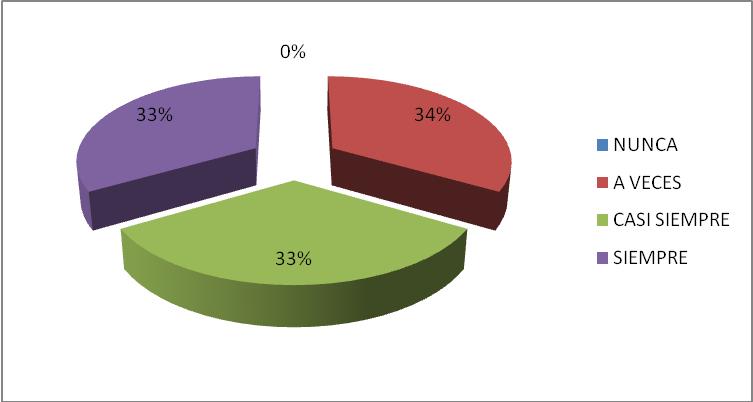 0%
33%
34%
33%
NUNCA
A VECES
CASI SIEMPRE
SIEMPRE